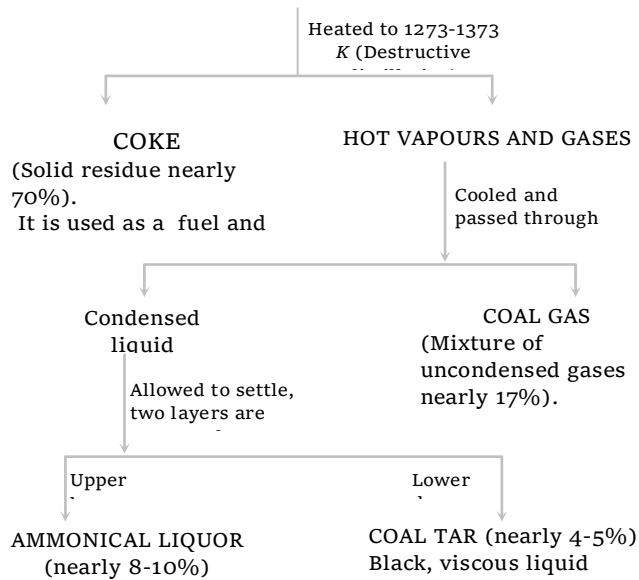 Heated to 1273-1373
K (Destructive
COKE
(Solid residue nearly
70%).
It is used as a fuel and
HOT VAPOURS AND GASES
Cooled and
passed through
Condensed
liquid
COAL GAS
(Mixture of
uncondensed gases
nearly 17%).
Allowed to settle,
two layers are
Upper
Lower
AMMONICAL LIQUOR
(nearly 8-10%)
COAL TAR (nearly 4-5%)
Black, viscous liquid